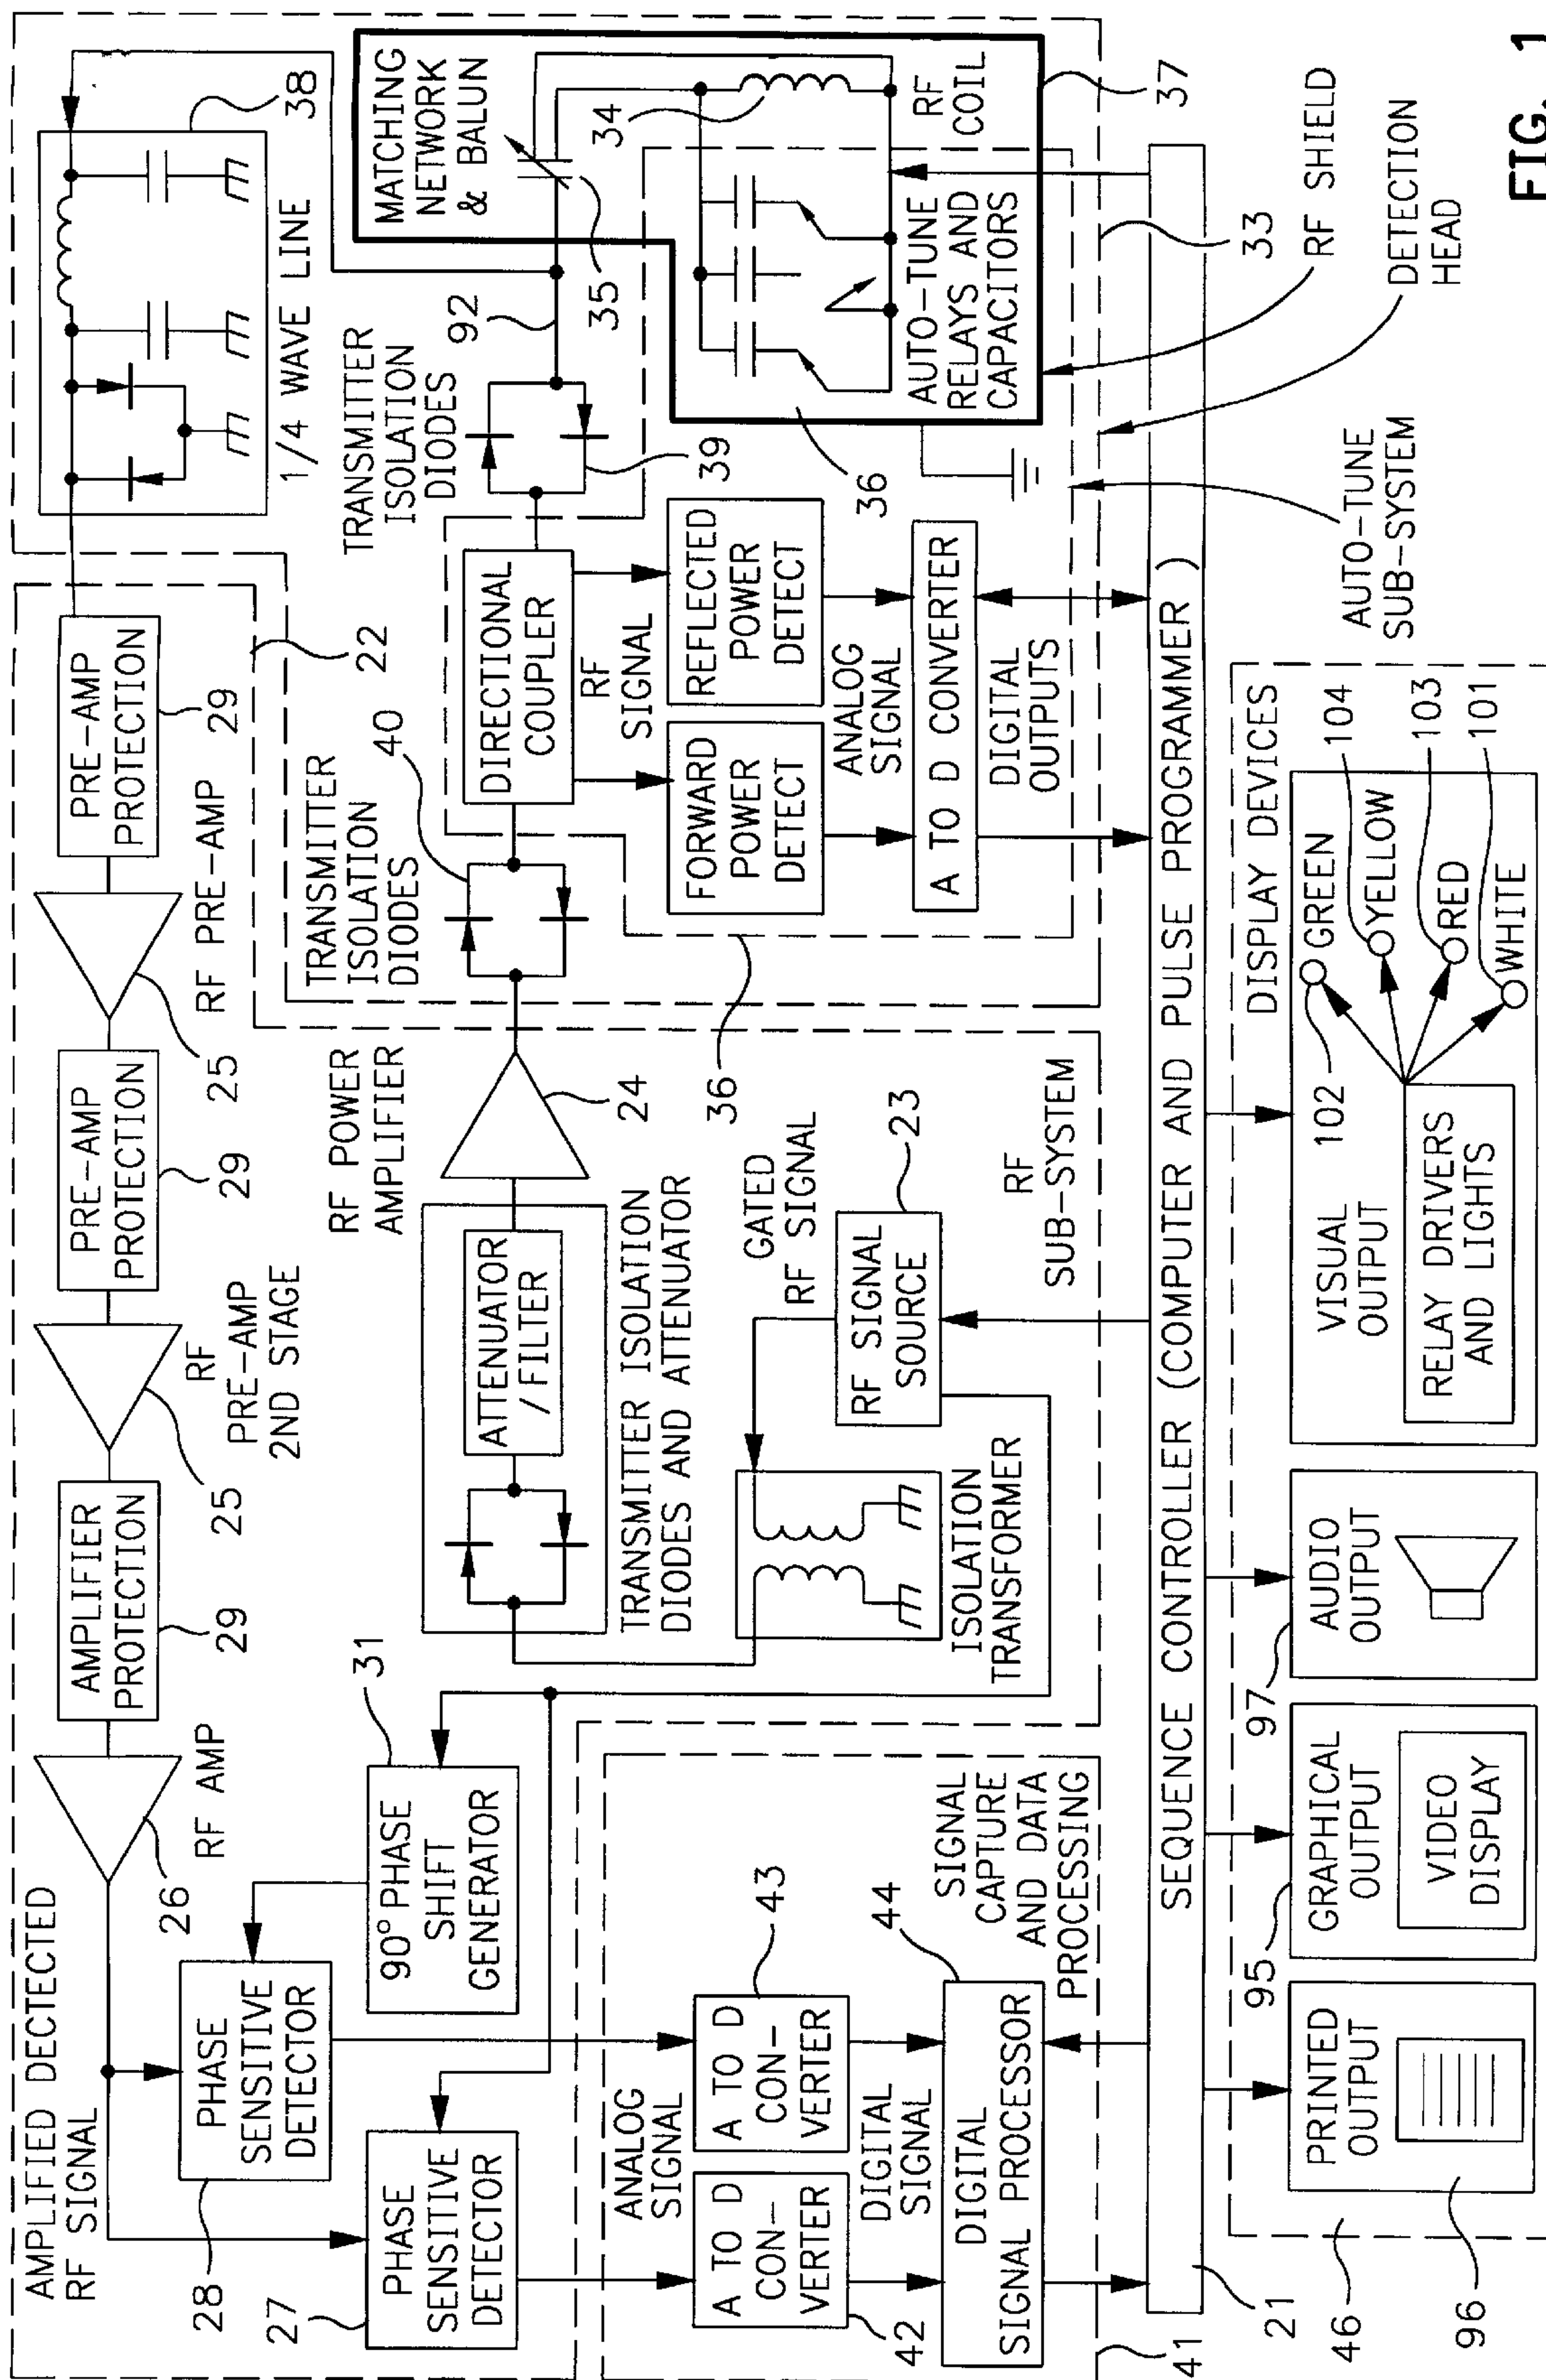 FIG. 1
AMPLIFIED DECTECTED
RF SIGNAL
RF AMP
26
AMPLIFIER
PROTECTION
29
RF
PRE-AMP
2ND STAGE
25
PRE-AMP
PROTECTION
29
RF PRE-AMP
25
PRE-AMP
PROTECTION
29
22
1/4 WAVE LINE
38
PHASE
SENSITIVE
DETECTOR
28
PHASE
SENSITIVE
DETECTOR
27
90° PHASE
SHIFT
GENERATOR
31
ATTENUATOR
/FILTER
TRANSMITTER ISOLATION
DIODES AND ATTENUATOR
RF POWER
AMPLIFIER
24
TRANSMITTER
ISOLATION
DIODES
40
DIRECTIONAL
COUPLER
TRANSMITTER
ISOLATION
DIODES
39
92
MATCHING
NETWORK
& BALUN
35
34
RF
COIL
37
RF
SIGNAL
FORWARD
POWER
DETECT
REFLECTED
POWER
DETECT
ANALOG
SIGNAL
A TO D CONVERTER
DIGITAL
OUTPUTS
36
36
AUTO-TUNE
RELAYS AND
CAPACITORS
ISOLATION
TRANSFORMER
GATED
RF SIGNAL
RF SIGNAL
SOURCE
23
RF
SUB-SYSTEM
ANALOG
SIGNAL
A TO D
CON-
VERTER
42
A TO D
CON-
VERTER
43
DIGITAL
SIGNAL
DIGITAL
SIGNAL PROCESSOR
44
SIGNAL
CAPTURE
AND DATA
PROCESSING
41
SEQUENCE CONTROLLER (COMPUTER AND PULSE PROGRAMMER )
21
33
RF SHIELD
DETECTION
HEAD
AUTO-TUNE
SUB-SYSTEM
46
PRINTED
OUTPUT
96
95
GRAPHICAL
OUTPUT
VIDEO
DISPLAY
97
AUDIO
OUTPUT
DISPLAY DEVICES
VISUAL
OUTPUT
RELAY DRIVERS
AND LIGHTS
102
GREEN
YELLOW
104
RED
103
WHITE
101